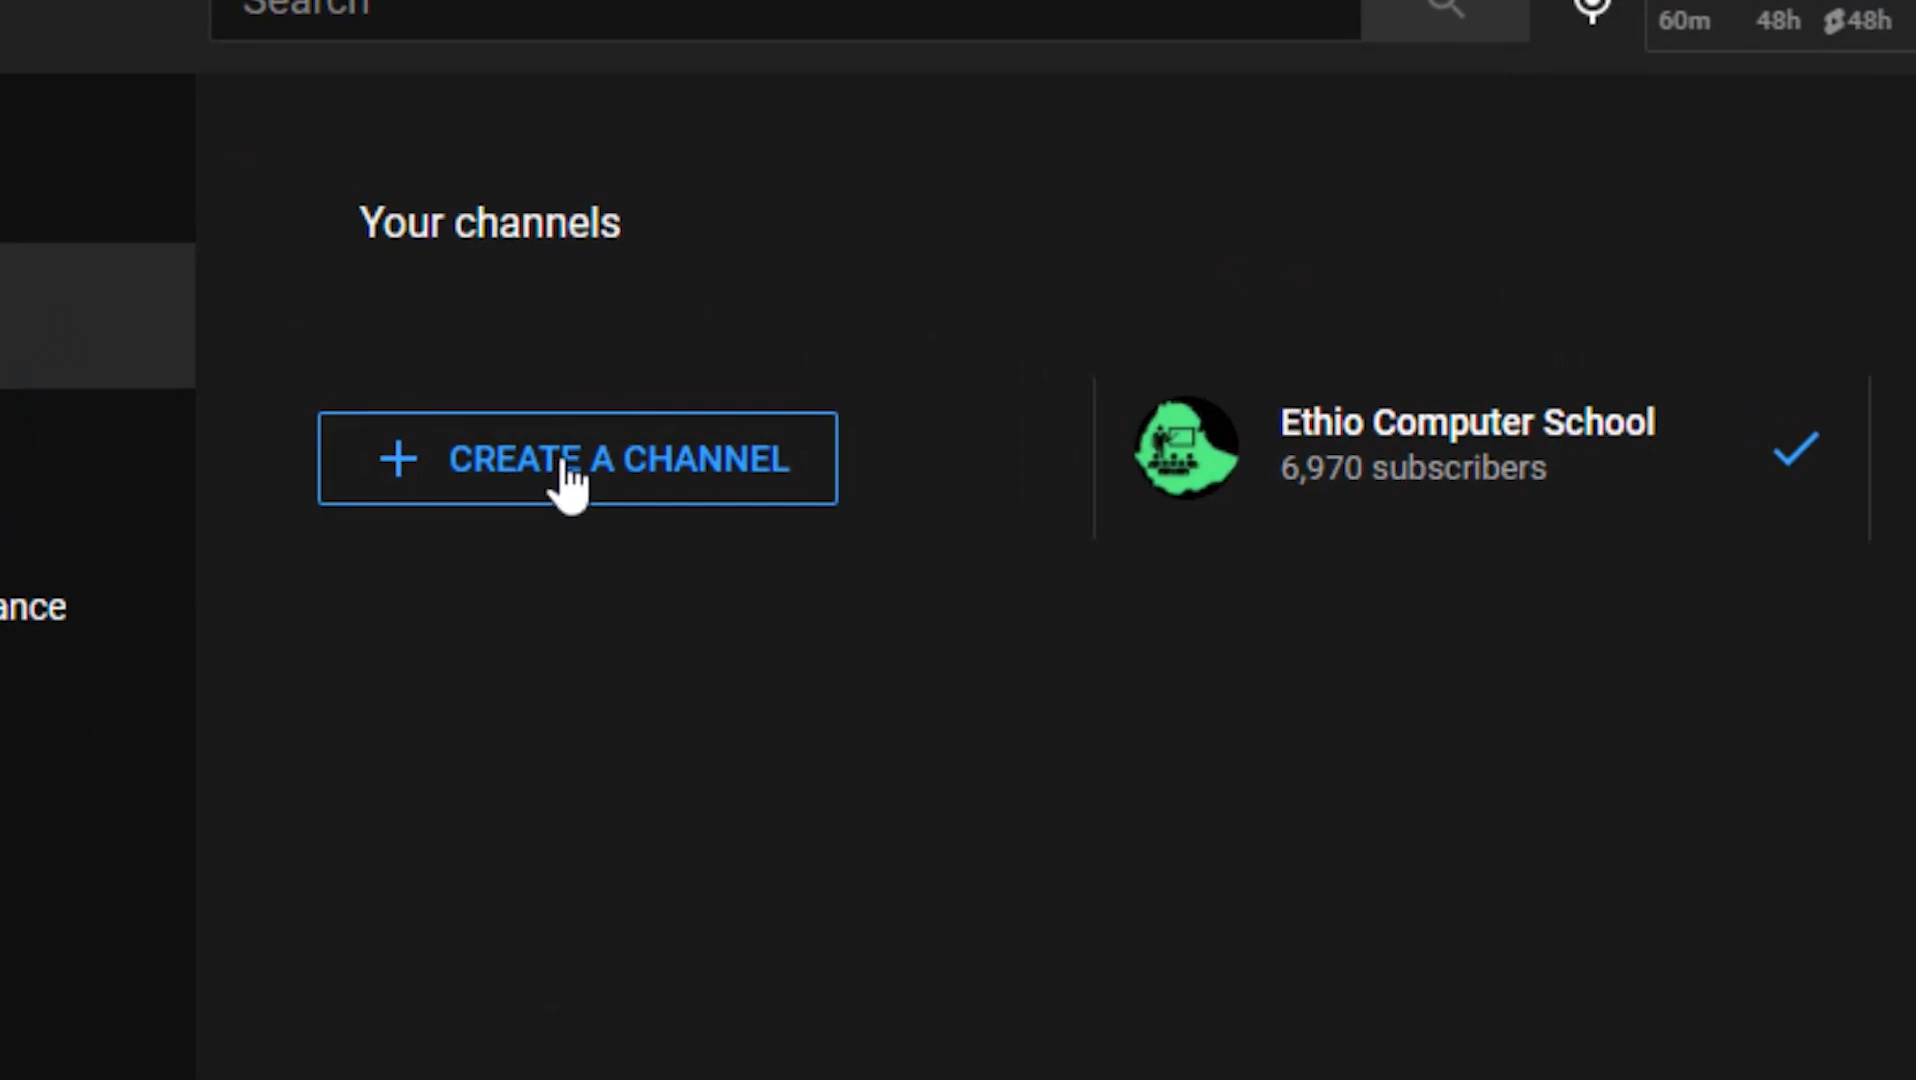 Search
60m 48h 48h
Your channels
CREATE A CHANNEL
Ethio Computer School
6,970 subscribers
ance